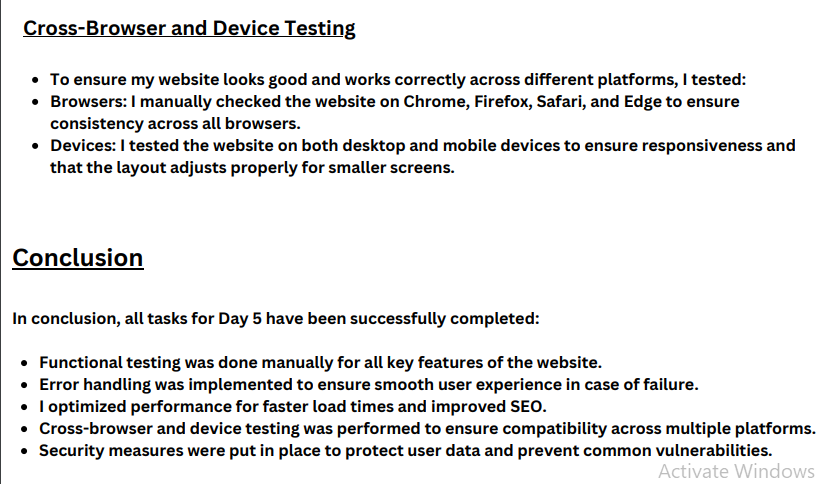 Cross-Browser and Device Testing
• To ensure my website looks good and works correctly across different platforms, I tested:
• Browsers: I manually checked the website on Chrome, Firefox, Safari, and Edge to ensure
consistency across all browsers.
• Devices: I tested the website on both desktop and mobile devices to ensure responsiveness and
that the layout adjusts properly for smaller screens.
Conclusion
In conclusion, all tasks for Day 5 have been successfully completed:
• Functional testing was done manually for all key features of the website.
• Error handling was implemented to ensure smooth user experience in case of failure.
• I optimized performance for faster load times and improved SEO.
• Cross-browser and device testing was performed to ensure compatibility across multiple platforms.
• Security measures were put in place to protect user data and prevent common vulnerabilities.
Activate Windows